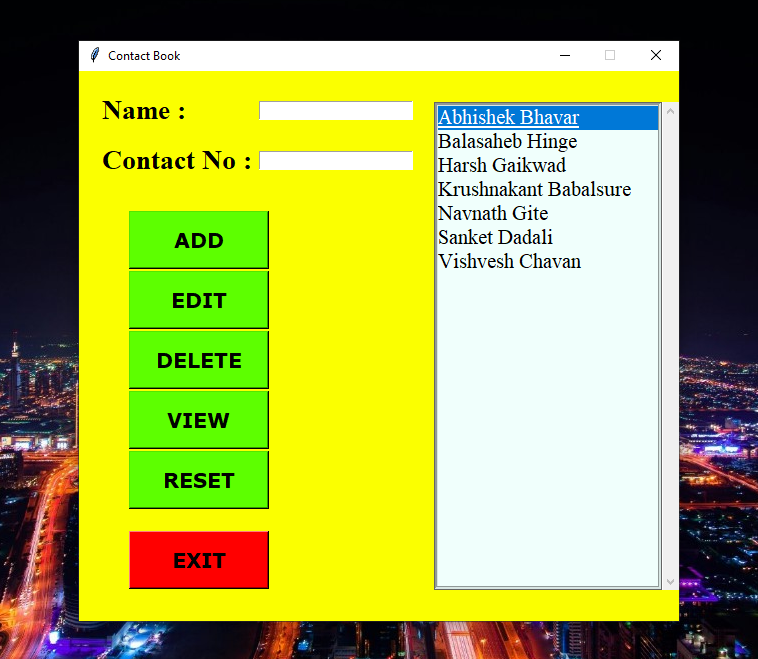 Contact Book
Name :
Contact No :
ADD
EDIT
DELETE
VIEW
RESET
EXIT
Abhishek Bhavar
Balasaheb Hinge
Harsh Gaikwad
Krushnakant Babalsure
Navnath Gite
Sanket Dadali
Vishvesh Chavan